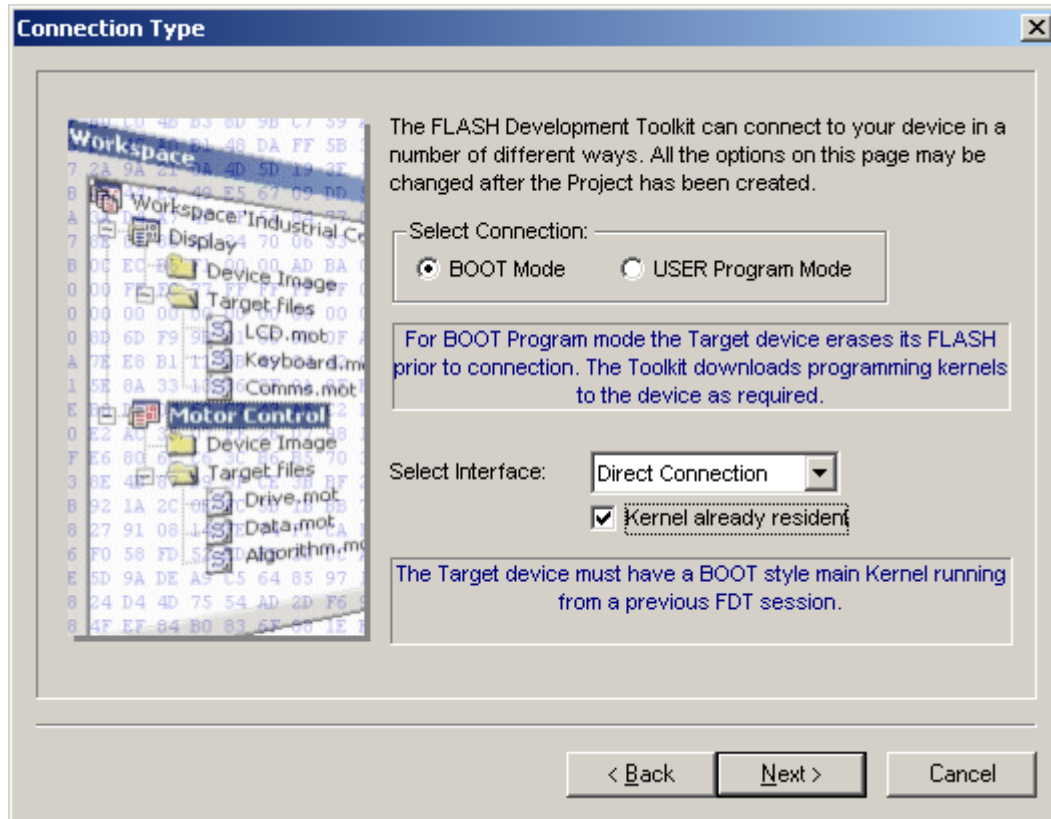 Connection Type
Workspace
Workspace "Industrial Co
Display
Device Image
Target files
LCD.mot
Keyboard.m
Comms.mot
Motor Control
Device Image
Target files
Drive.mot
Data.mot
Algorithm.mo
The FLASH Development Toolkit can connect to your device in a
number of different ways. All the options on this page may be
changed after the Project has been created.
Select Connection:
BOOT Mode USER Program Mode
For BOOT Program mode the Target device erases its FLASH
prior to connection. The Toolkit downloads programming kernels
to the device as required.
Select Interface: Direct Connection
Kernel already resident
The Target device must have a BOOT style main Kernel running
from a previous FDT session.
< Back Next > Cancel